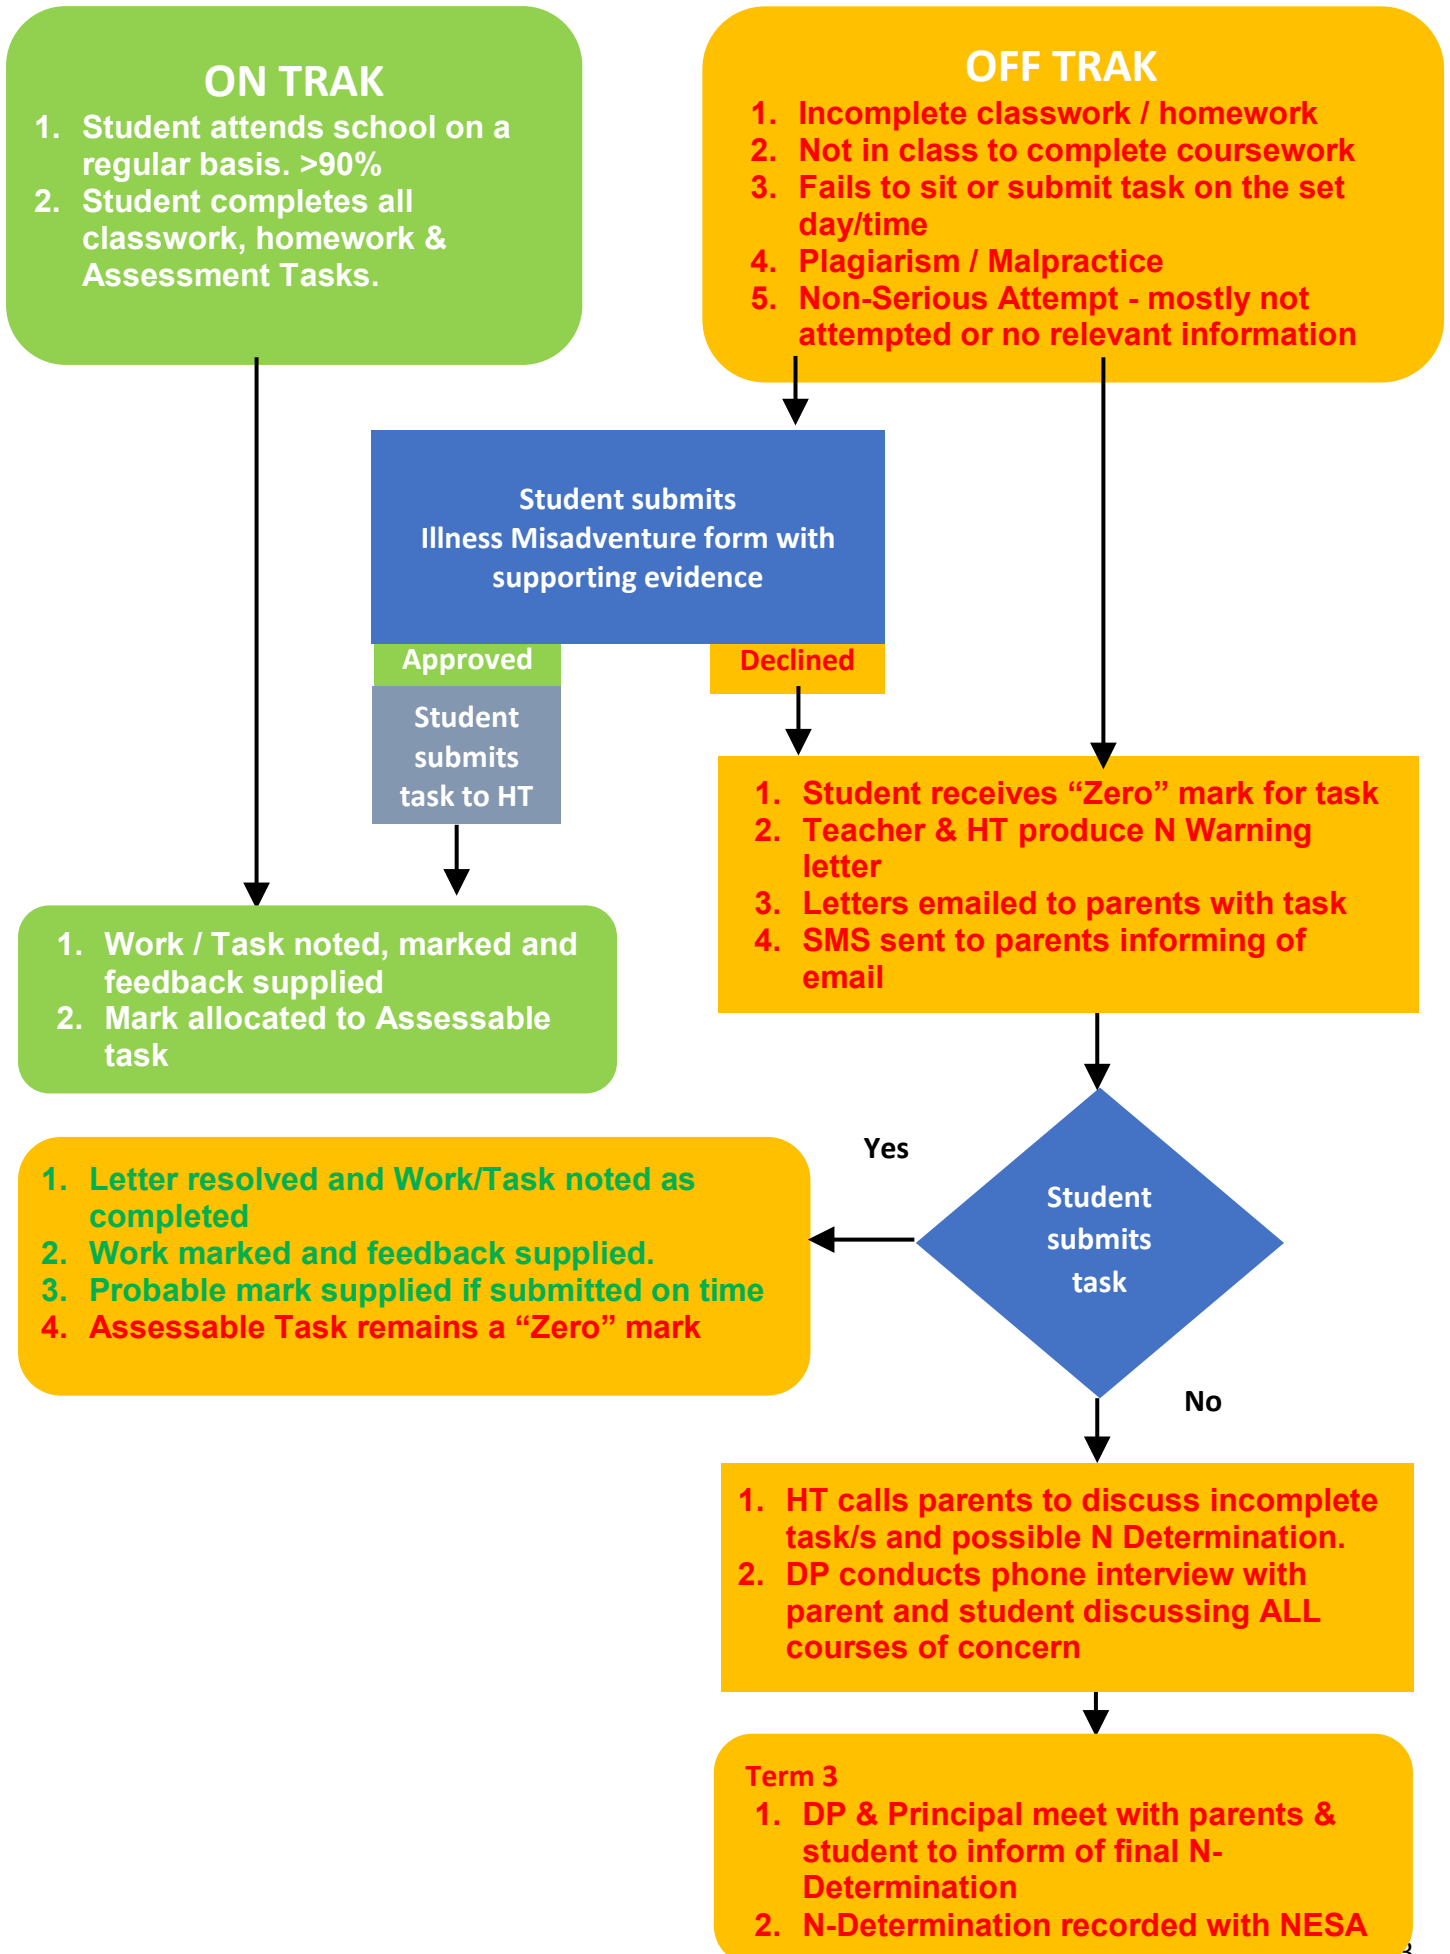 ON TRAK
1. Student attends school on a
regular basis. >90%
2. Student completes all
classwork, homework &
Assessment Tasks.
OFF TRAK
1. Incomplete classwork / homework
2. Not in class to complete coursework
3. Fails to sit or submit task on the set
day/time
4. Plagiarism / Malpractice
5. Non-Serious Attempt - mostly not
attempted or no relevant information
Student submits
Illness Misadventure form with
supporting evidence
Approved
Declined
Student
submits
task to HT
1. Student receives “Zero” mark for task
2. Teacher & HT produce N Warning
letter
3. Letters emailed to parents with task
4. SMS sent to parents informing of
email
1. Work / Task noted, marked and
feedback supplied
2. Mark allocated to Assessable
task
Yes
Student
submits
task
1. Letter resolved and Work/Task noted as
completed
2. Work marked and feedback supplied.
3. Probable mark supplied if submitted on time
4. Assessable Task remains a “Zero” mark
No
1. HT calls parents to discuss incomplete
task/s and possible N Determination.
2. DP conducts phone interview with
parent and student discussing ALL
courses of concern
Term 3
1. DP & Principal meet with parents &
student to inform of final N-
Determination
2. N-Determination recorded with NESA